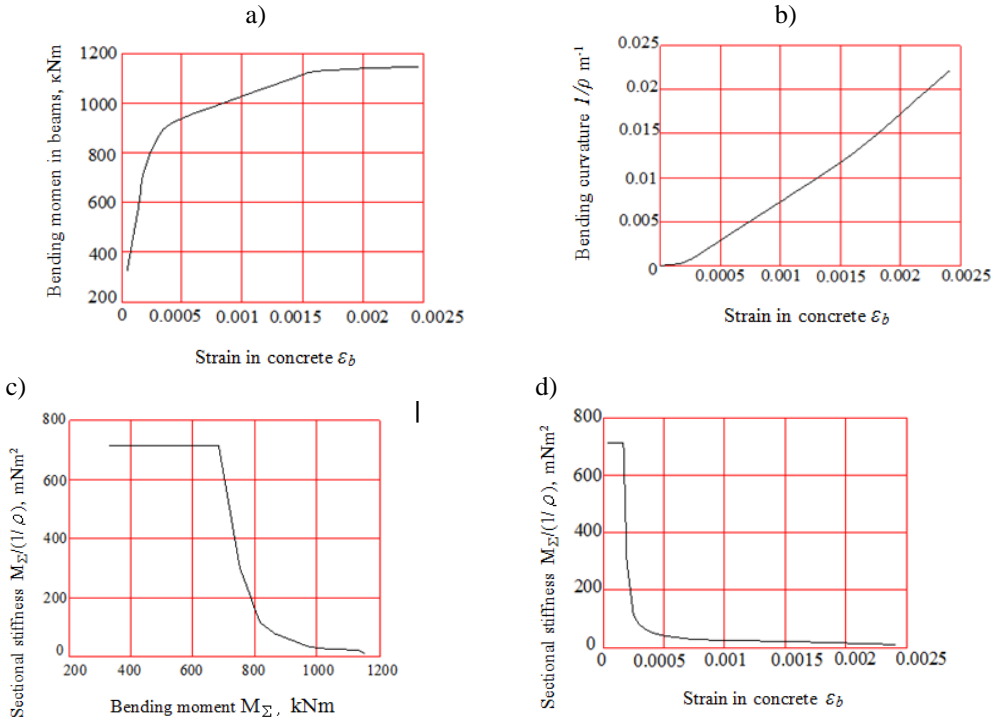 a)
Bending momen in beams, кNm
1200
1000
800
600
400
200
0 0.0005 0.001 0.0015 0.002 0.0025
Strain in concrete εb
b)
Bending curvature 1/ρ m-1
0.025
0.02
0.015
0.01
0.005
0
0.0005 0.001 0.0015 0.002 0.0025
Strain in concrete εb
c)
Sectional stiffness MΣ/(1/ρ), mNm²
800
600
400
200
0
200 400 600 800 1000 1200
Bending moment MΣ, kNm
d)
Sectional stiffness MΣ/(1/ρ), mNm²
800
600
400
200
0
0 0.0005 0.001 0.0015 0.002 0.0025
Strain in concrete εb